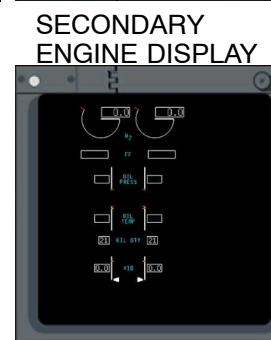 SECONDARY
ENGINE DISPLAY
0.0 0.0
N2
FF
OIL
PRESS
OIL
TEMP
21 OIL QTY 21
0.0 VIB 0.0